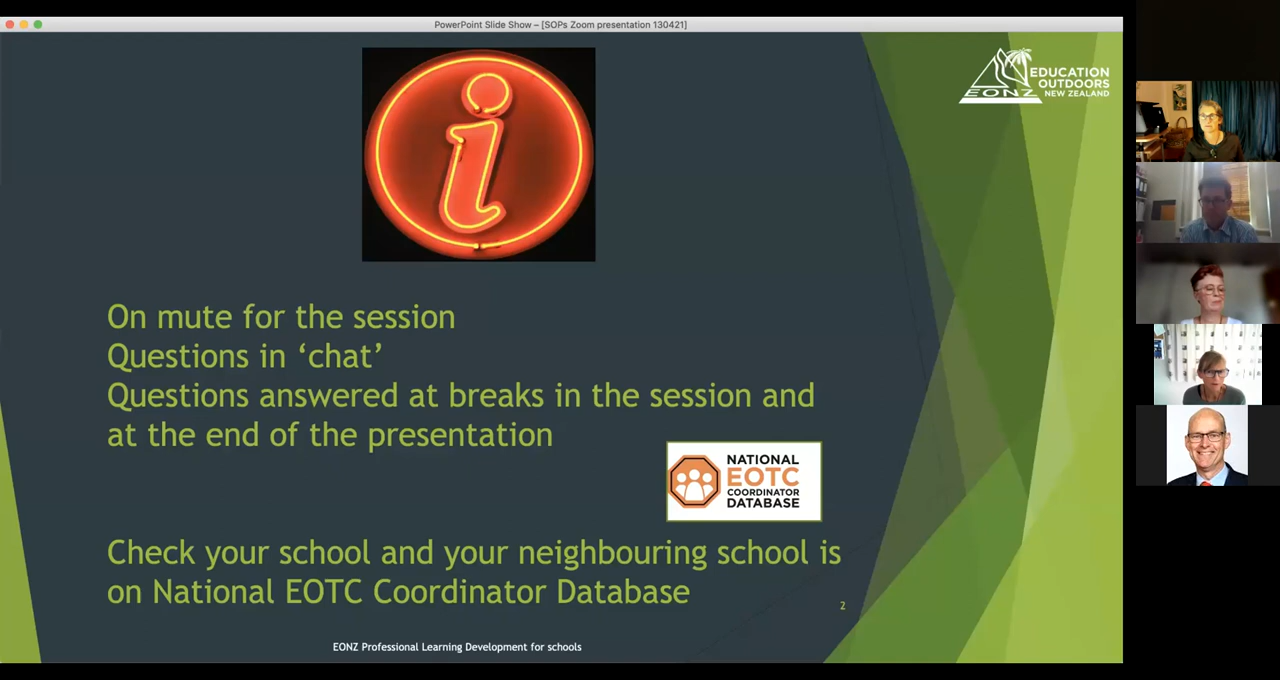 PowerPoint Slide Show – [SOPs Zoom presentation 130421]
EONZ
EDUCATION
OUTDOORS
NEW ZEALAND
i
On mute for the session
Questions in ‘chat’
Questions answered at breaks in the session and
at the end of the presentation
NATIONAL
EOTC
COORDINATOR
DATABASE
Check your school and your neighbouring school is
on National EOTC Coordinator Database
2
EONZ Professional Learning Development for schools